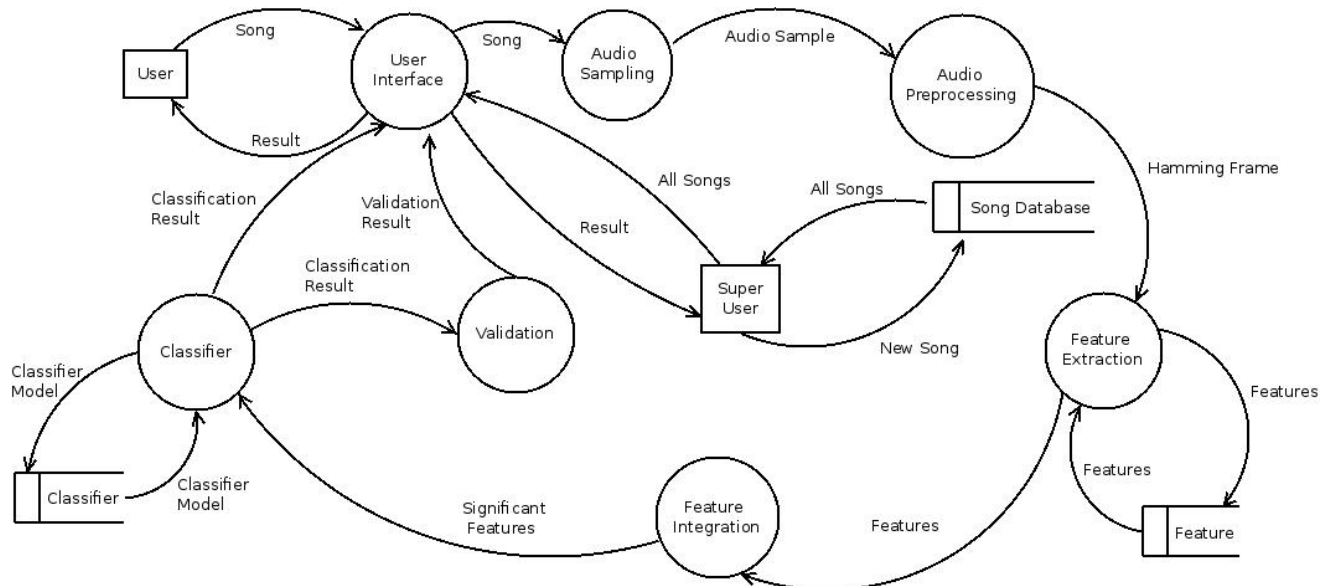 Song
User
User
Interface
Song
Audio
Sampling
Audio Sample
Audio
Preprocessing
Result
Hamming Frame
Classification
Result
Validation
Result
All Songs
All Songs
Song Database
Result
Classification
Result
Super
User
Validation
New Song
Classifier
Feature
Extraction
Classifier
Model
Features
Features
Classifier
Classifier
Model
Significant
Features
Feature
Integration
Features
Feature